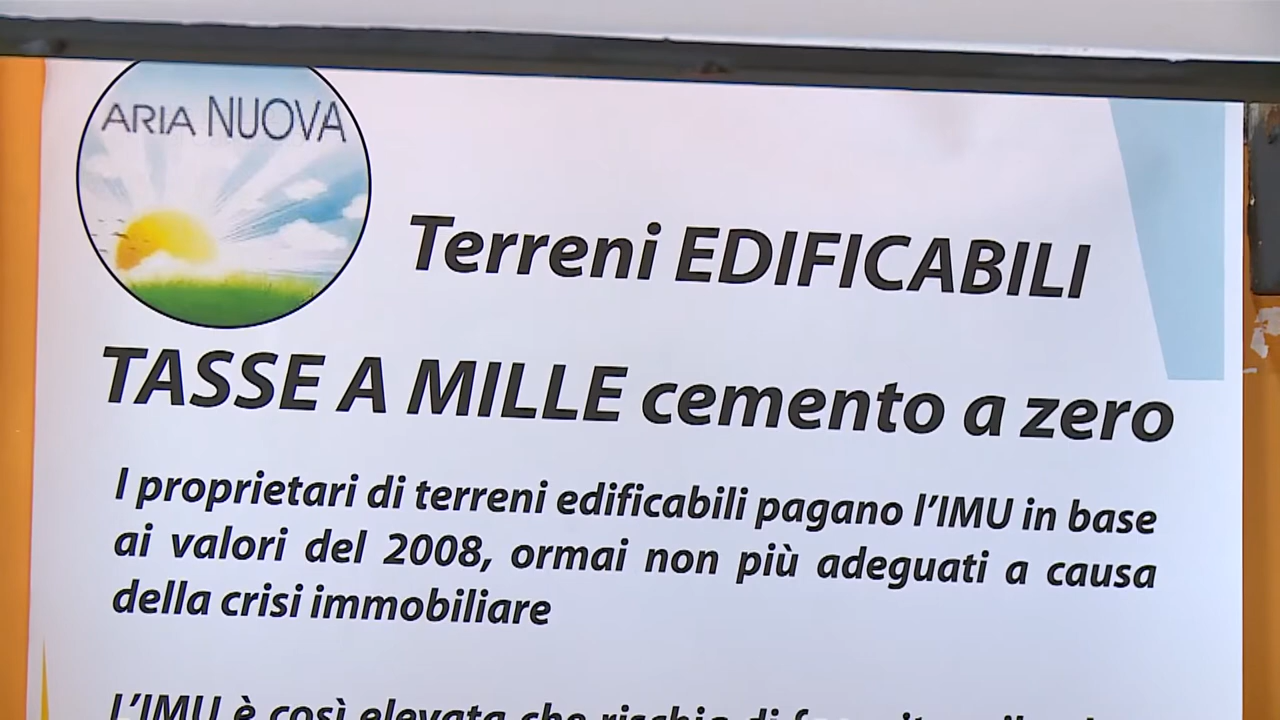 ARIA NUOVA
Terreni EDIFICABILI
TASSE A MILLE cemento a zero
I proprietari di terreni edificabili pagano l'IMU in base
ai valori del 2008, ormai non più adeguati a causa
della crisi immobiliare
L'IMU è così elevata che rischia di